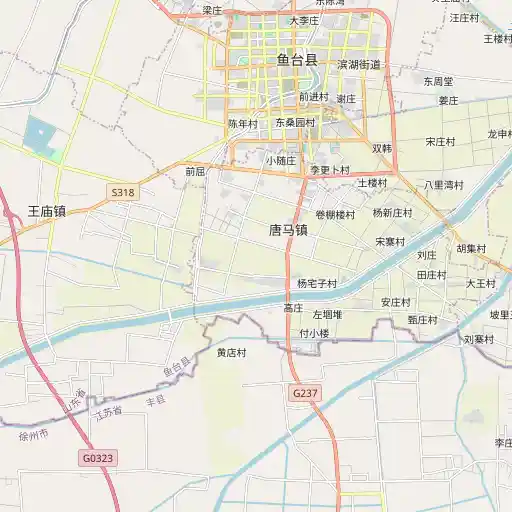 东陈湾
梁庄
大李庄
汪庄村
王楼村
鱼台县
滨湖街道
东周堂
前进村
谢庄
姜庄
陈年村
东桑园村
龙申村
双韩
宋庄村
小随庄
前屈
李更卜村
土楼村
八里湾村
S318
王庙镇
卷棚楼村
杨新庄村
唐马镇
宋寨村
胡集村
刘庄
田庄村
杨宅子村
大王村
高庄
安庄村
左堌堆
甄庄村
付小楼
刘寨村
黄店村
鱼台县
山东省
丰县
江苏省
徐州市
G237
G0323
李庄